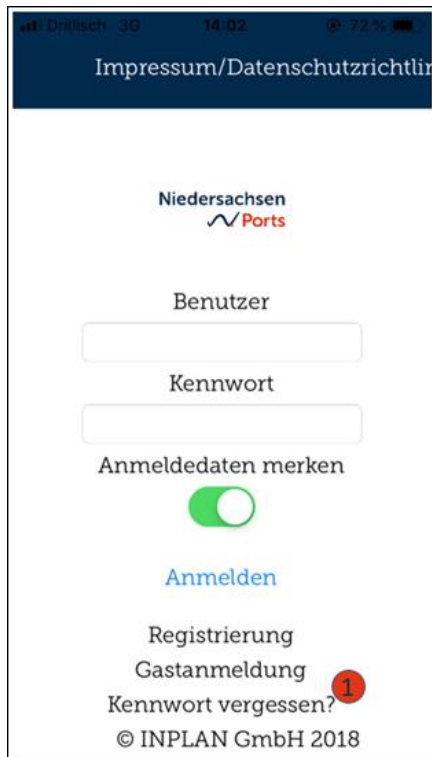 Drillisch 3G 14:02 72 %
Impressum/Datenschutzrichtlin
Niedersachsen
Ports
Benutzer
Kennwort
Anmeldedaten merken
Anmelden
Registrierung
Gastanmeldung
Kennwort vergessen? 1
© INPLAN GmbH 2018